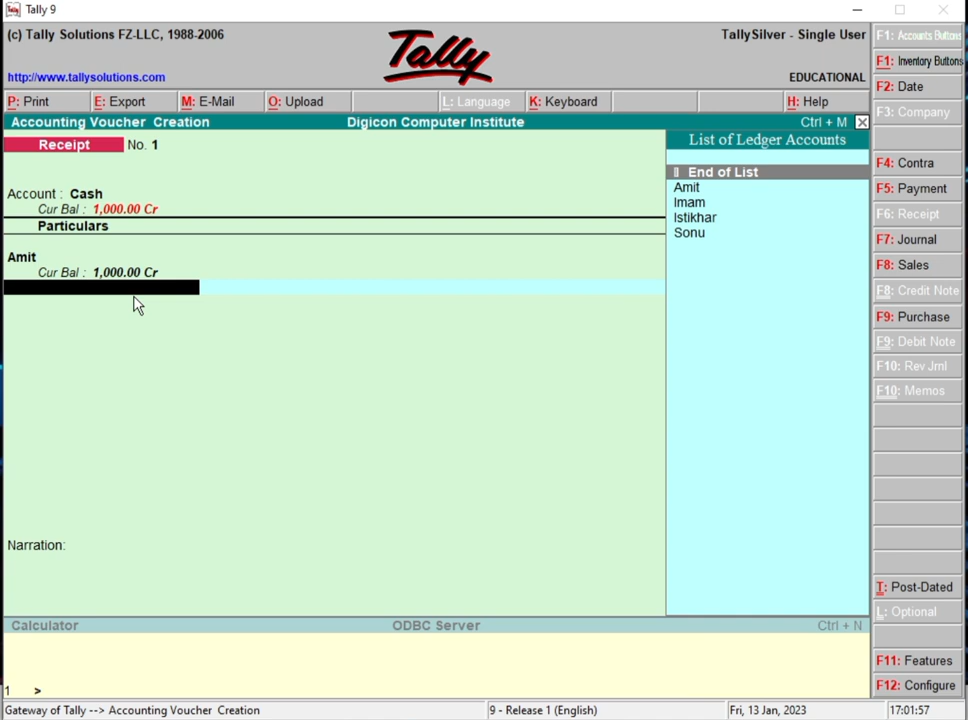 Tally 9
(c) Tally Solutions FZ-LLC, 1988-2006
Tally
TallySilver - Single User
http://www.tallysolutions.com
EDUCATIONAL
P: Print E: Export M: E-Mail O: Upload L: Language K: Keyboard H: Help
Accounting Voucher Creation Digicon Computer Institute Ctrl + M
Receipt No. 1
Account : Cash
Cur Bal : 1,000.00 Cr
Particulars
Amit
Cur Bal : 1,000.00 Cr
Narration:
List of Ledger Accounts
End of List
Amit
Imam
Istikhar
Sonu
F1: Accounts Buttons
F1: Inventory Buttons
F2: Date
F3: Company
F4: Contra
F5: Payment
F6: Receipt
F7: Journal
F8: Sales
F8: Credit Note
F9: Purchase
F9: Debit Note
F10: Rev Jrnl
F10: Memos
T: Post-Dated
L: Optional
F11: Features
F12: Configure
Calculator ODBC Server Ctrl + N
1 >
Gateway of Tally --> Accounting Voucher Creation 9 - Release 1 (English) Fri, 13 Jan, 2023 17:01:57